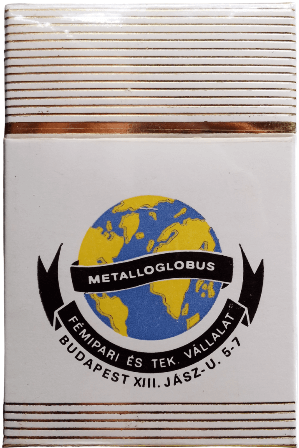 METALLOGLOBUS
FÉMIPARI ÉS TEK. VÁLLALAT
BUDAPEST XIII. JÁSZ-U. 5-7